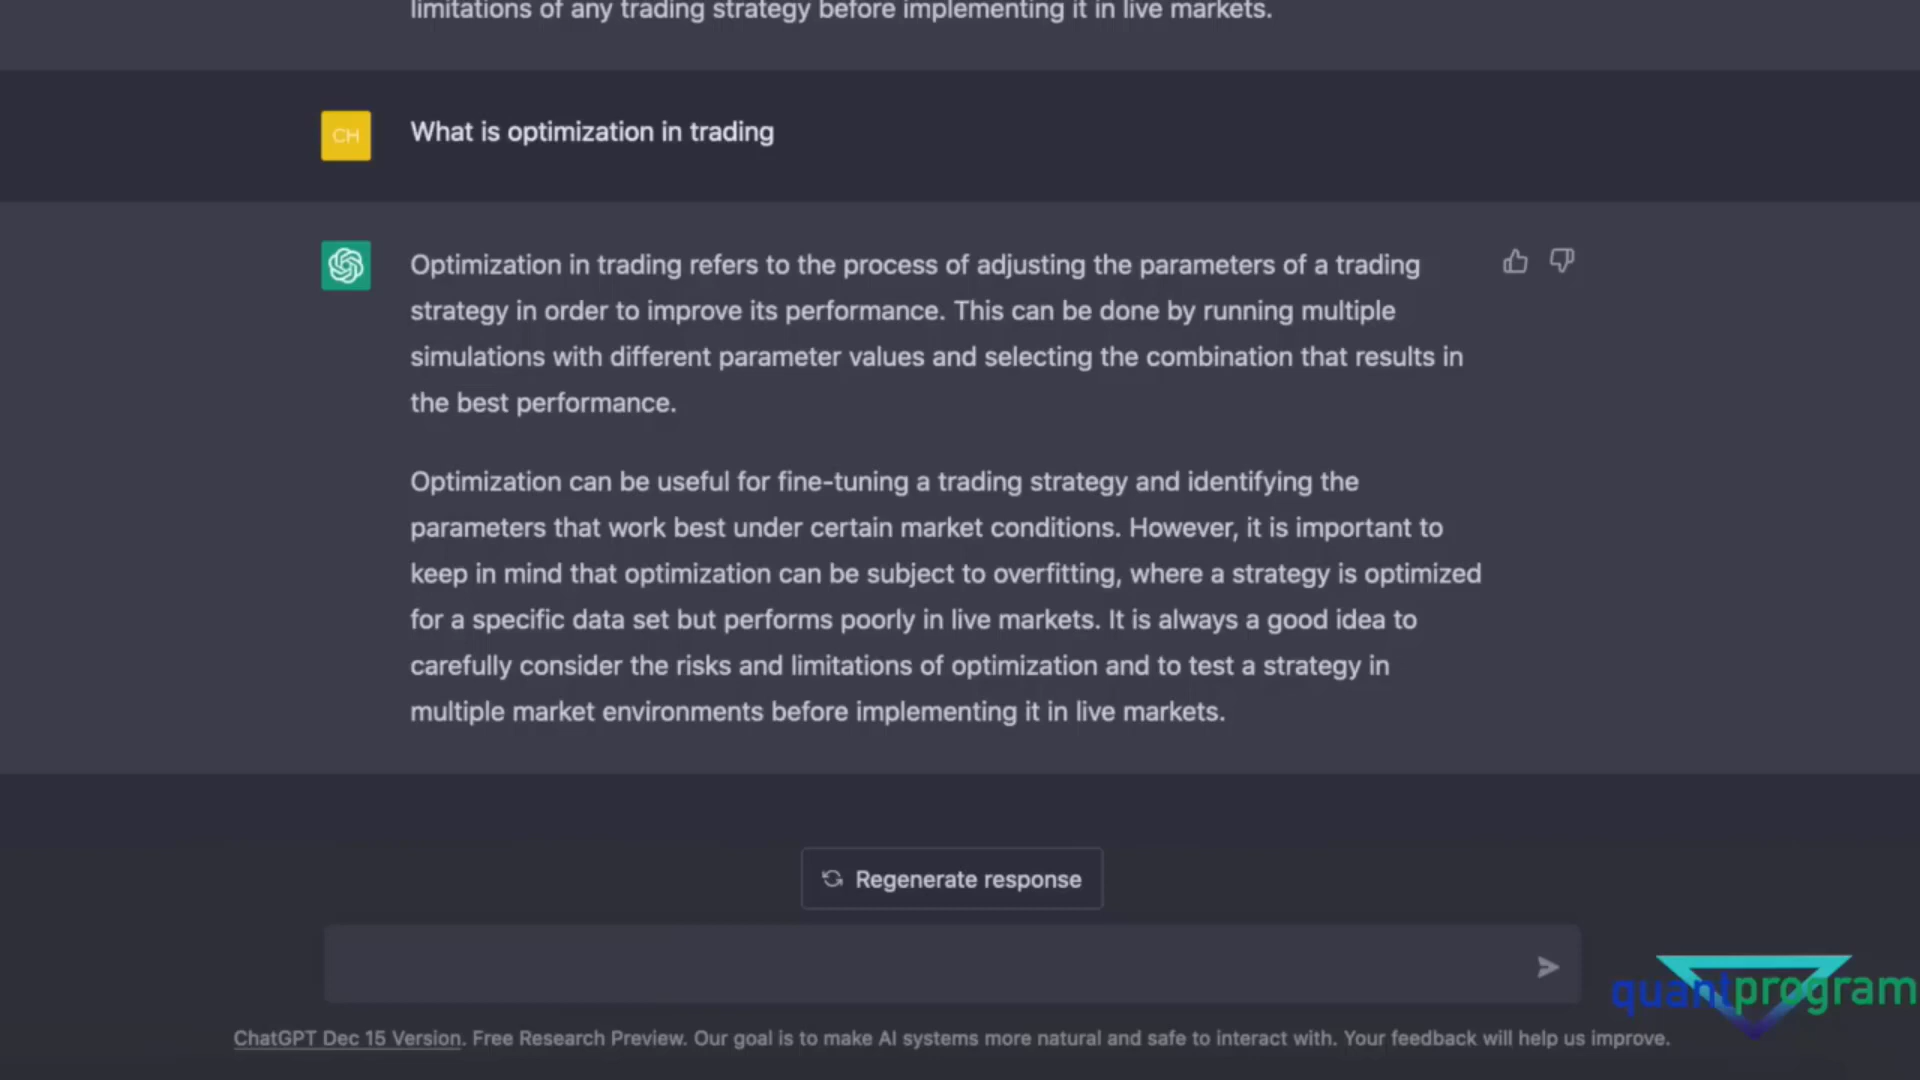 limitations of any trading strategy before implementing it in live markets.
CH
What is optimization in trading
Optimization in trading refers to the process of adjusting the parameters of a trading
strategy in order to improve its performance. This can be done by running multiple
simulations with different parameter values and selecting the combination that results in
the best performance.
Optimization can be useful for fine-tuning a trading strategy and identifying the
parameters that work best under certain market conditions. However, it is important to
keep in mind that optimization can be subject to overfitting, where a strategy is optimized
for a specific data set but performs poorly in live markets. It is always a good idea to
carefully consider the risks and limitations of optimization and to test a strategy in
multiple market environments before implementing it in live markets.
Regenerate response
quantprogram
ChatGPT Dec 15 Version. Free Research Preview. Our goal is to make AI systems more natural and safe to interact with. Your feedback will help us improve.